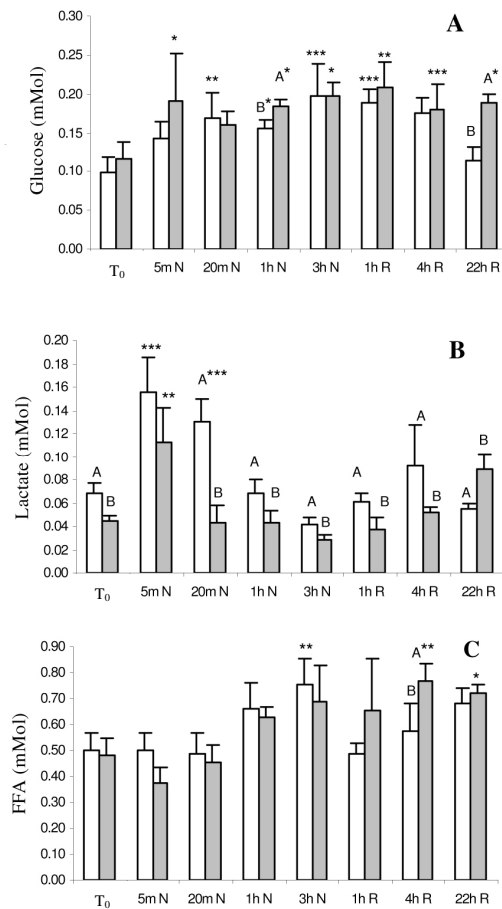 A
Glucose (mMol)
0.30
0.25
0.20
0.15
0.10
0.05
0.00
*
**
B*
A*
***
*
***
**
***
B
A*
T0
5m N
20m N
1h N
3h N
1h R
4h R
22h R
B
Lactate (mMol)
0.20
0.18
0.16
0.14
0.12
0.10
0.08
0.06
0.04
0.02
0.00
A
B
***
**
A***
B
A
B
A
B
A
B
A
B
A
B
T0
5m N
20m N
1h N
3h N
1h R
4h R
22h R
C
FFA (mMol)
0.90
0.80
0.70
0.60
0.50
0.40
0.30
0.20
0.10
0.00
**
B
A**
*
T0
5m N
20m N
1h N
3h N
1h R
4h R
22h R